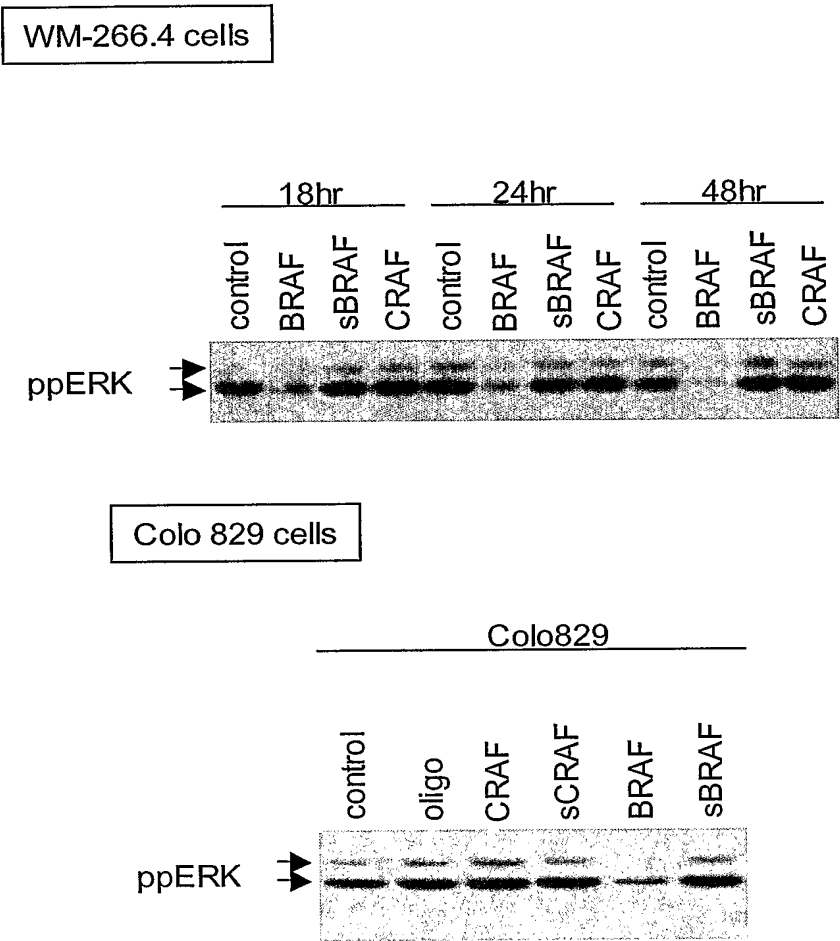 WM-266.4 cells
18hr 24hr 48hr
control BRAF sBRAF CRAF control BRAF sBRAF CRAF control BRAF sBRAF CRAF
ppERK
Colo 829 cells
Colo829
control oligo CRAF sCRAF BRAF sBRAF
ppERK